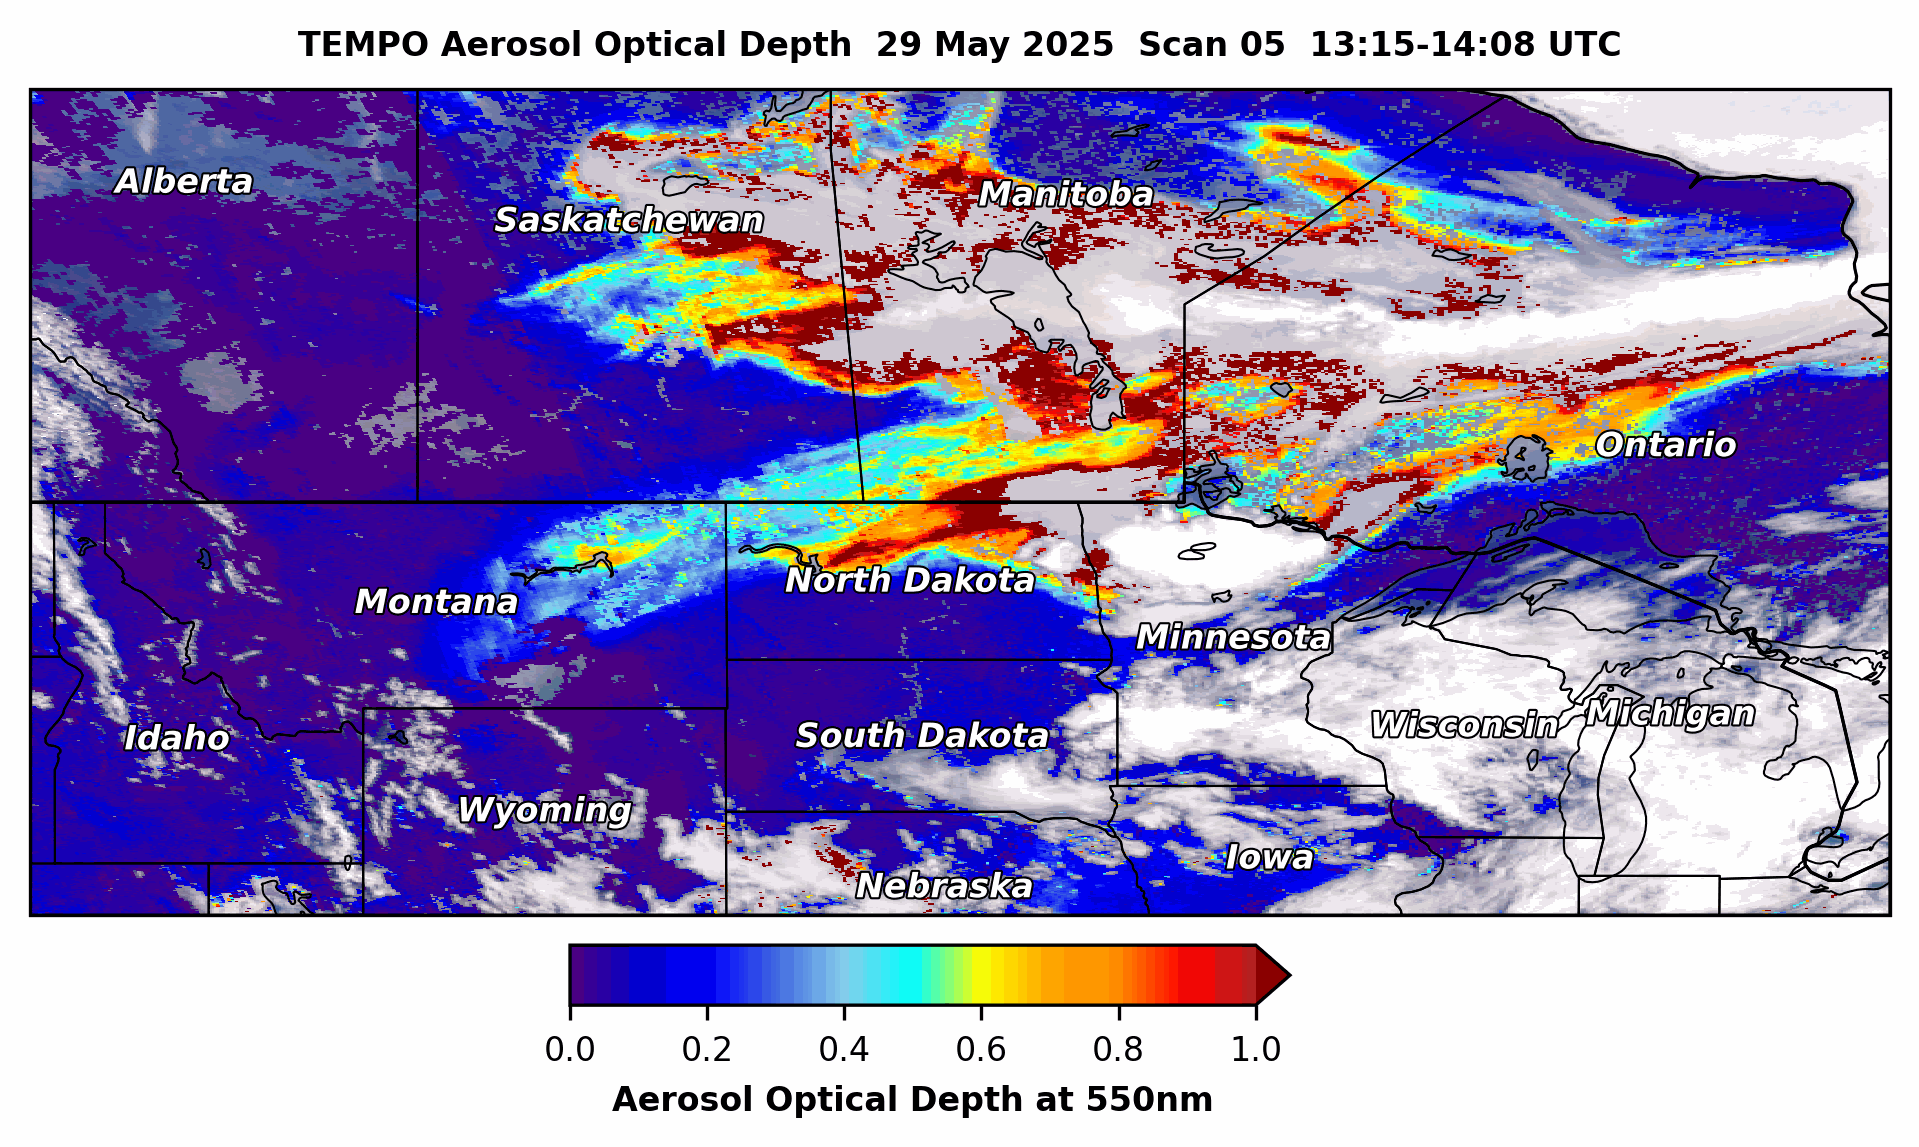 TEMPO Aerosol Optical Depth  29 May 2025  Scan 05  13:15-14:08 UTC
Alberta
Saskatchewan
Manitoba
Ontario
Montana
North Dakota
Minnesota
Idaho
South Dakota
Wisconsin
Michigan
Wyoming
Nebraska
Iowa
0.0 0.2 0.4 0.6 0.8 1.0
Aerosol Optical Depth at 550nm